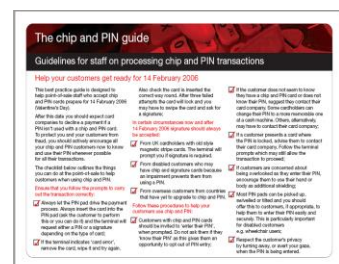 The chip and PIN guide
Guidelines for staff on processing chip and PIN transactions
Help your customers get ready for 14 February 2006
This best practice guide is designed to
help point-of-sale staff who accept chip
and PIN cards prepare for 14 February 2006
(Valentine's Day).
After this date you should expect card
companies to decline a payment if a
PIN isn't used with a chip and PIN card.
To protect you and your customers from
fraud, you should actively encourage all
your chip and PIN customers now to know
and use their PIN whenever possible
for all their transactions.
The checklist below outlines the things
you can do at the point-of-sale to help
customers when using chip and PIN.
Ensure that you follow the prompts to carry
out the transaction correctly:
Always let the PIN pad drive the payment
process. Always insert the card into the
PIN pad (ask the customer to perform
this or you can do it) and the terminal will
request either a PIN or a signature
depending on the type of card;
If the terminal indicates 'card error',
remove the card, wipe it and try again.
Also check the card is inserted the
correct way round. After three failed
attempts the card will lock and you
may have to swipe the card and ask for
a signature.
In certain circumstances now and after
14 February 2006 signature should always
be accepted:
From UK cardholders with old-style
magnetic stripe cards. The terminal will
prompt you if signature is required;
From disabled customers who may
have chip and signature cards because
an impairment prevents them from
using a PIN;
From overseas customers from countries
that have yet to upgrade to chip and PIN.
Follow these procedures to help your
customers use chip and PIN:
Customers with chip and PIN cards
should be invited to 'enter their PIN',
when prompted. Do not ask them if they
'know their PIN' as this gives them an
opportunity to opt out of PIN entry;
If the customer does not seem to know
they have a chip and PIN card or does not
know their PIN, suggest they contact their
card company. Some cardholders can
change their PIN to a more memorable one
at a cash machine. Others, alternatively,
may have to contact their card company;
If a customer presents a card where
the PIN is locked, advise them to contact
their card company. Follow the terminal
prompts which may still allow the
transaction to proceed;
If customers are concerned about
being overlooked as they enter their PIN,
encourage them to use their hand or
body as additional shielding;
Most PIN pads can be picked up,
swivelled or tilted and you should
offer this to customers, if appropriate, to
help them to enter their PIN easily and
securely. This is particularly important
for disabled customers
e.g. wheelchair users;
Respect the customer's privacy
by turning away, or avert your gaze,
when the PIN is being entered.